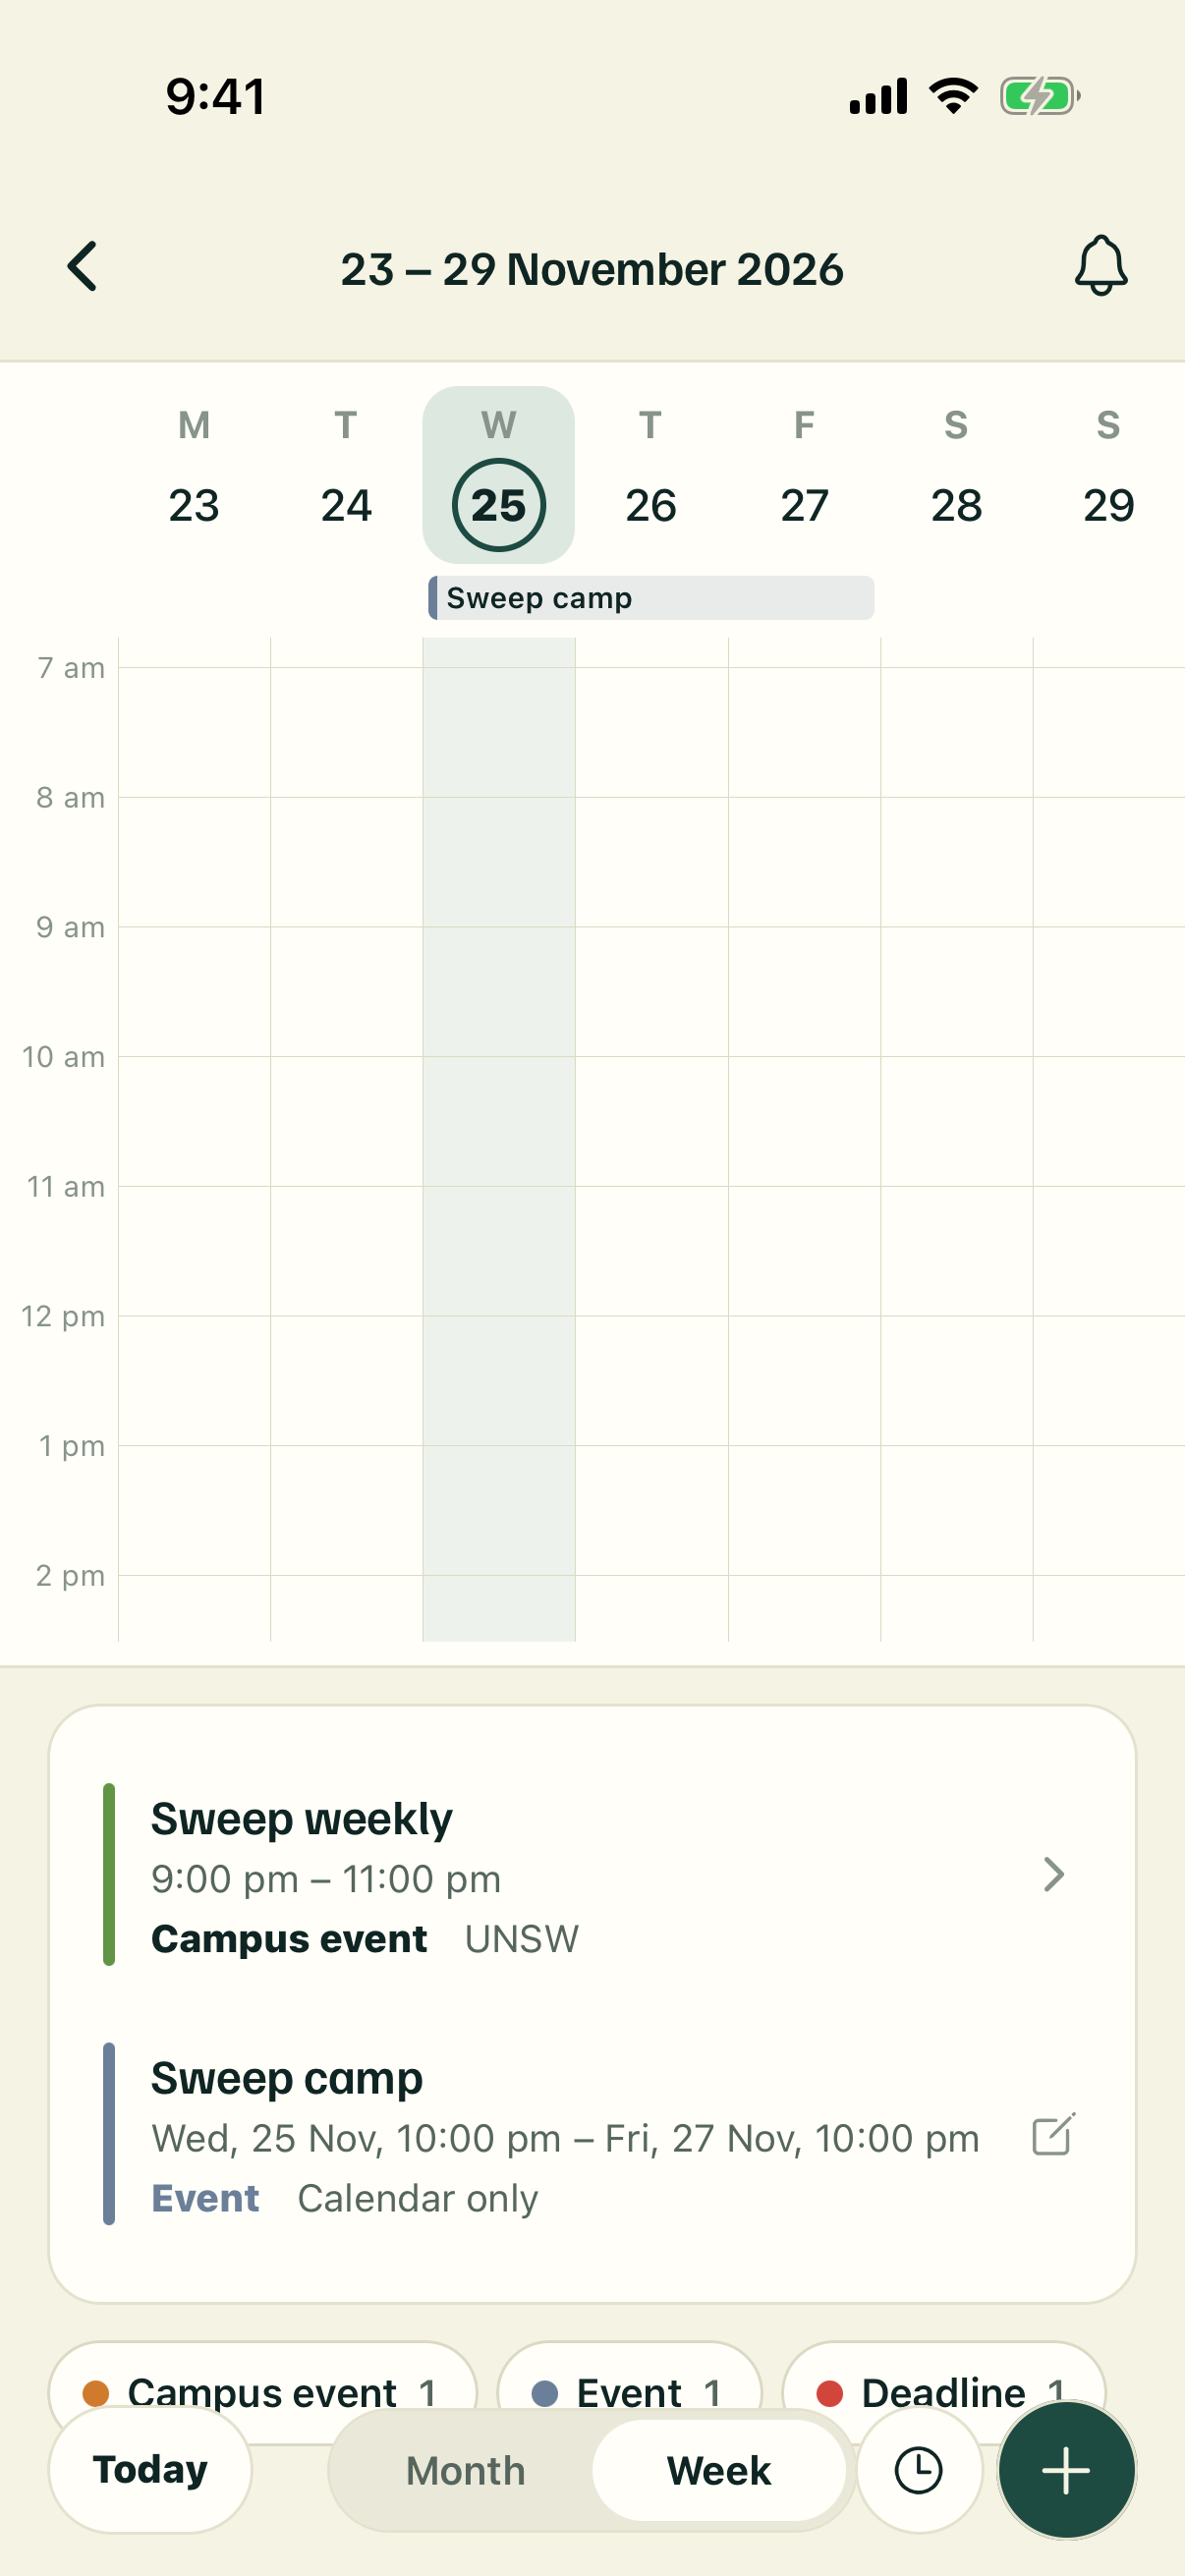 9:41
23 – 29 November 2026
M T W T F S S
23 24 25 26 27 28 29
Sweep camp
7 am
8 am
9 am
10 am
11 am
12 pm
1 pm
2 pm
Sweep weekly
9:00 pm – 11:00 pm
Campus event UNSW
Sweep camp
Wed, 25 Nov, 10:00 pm – Fri, 27 Nov, 10:00 pm
Event Calendar only
Campus event 1 Event 1 Deadline 1
Today Month Week